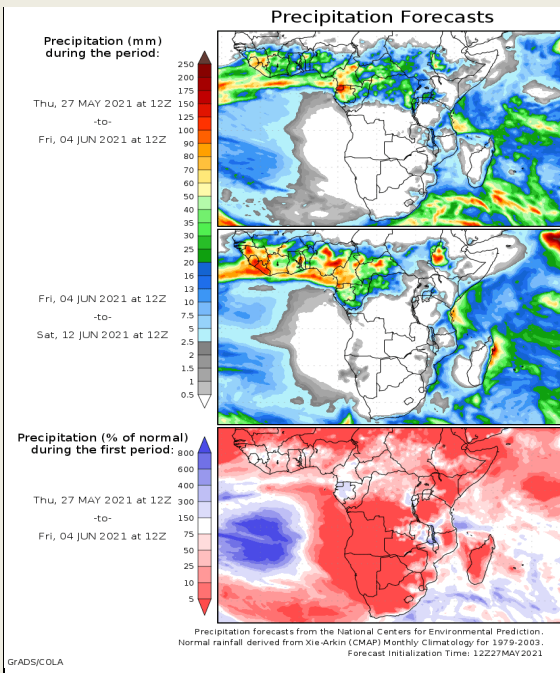 Precipitation Forecasts
Precipitation (mm)
during the period:
Thu, 27 MAY 2021 at 12Z
-to-
Fri, 04 JUN 2021 at 12Z
250
200
175
150
125
100
90
80
70
60
50
40
35
30
25
20
16
13
10
7.5
5
2.5
2
1.5
1
0.5
Fri, 04 JUN 2021 at 12Z
-to-
Sat, 12 JUN 2021 at 12Z
Precipitation (% of normal)
during the first period:
Thu, 27 MAY 2021 at 12Z
-to-
Fri, 04 JUN 2021 at 12Z
800
600
400
300
150
75
50
25
10
5
Precipitation forecasts from the National Centers for Environmental Prediction.
Normal rainfall derived from Xie-Arkin (CMAP) Monthly Climatology for 1979-2003.
Forecast Initialization Time: 12Z27MAY2021
GrADS/COLA